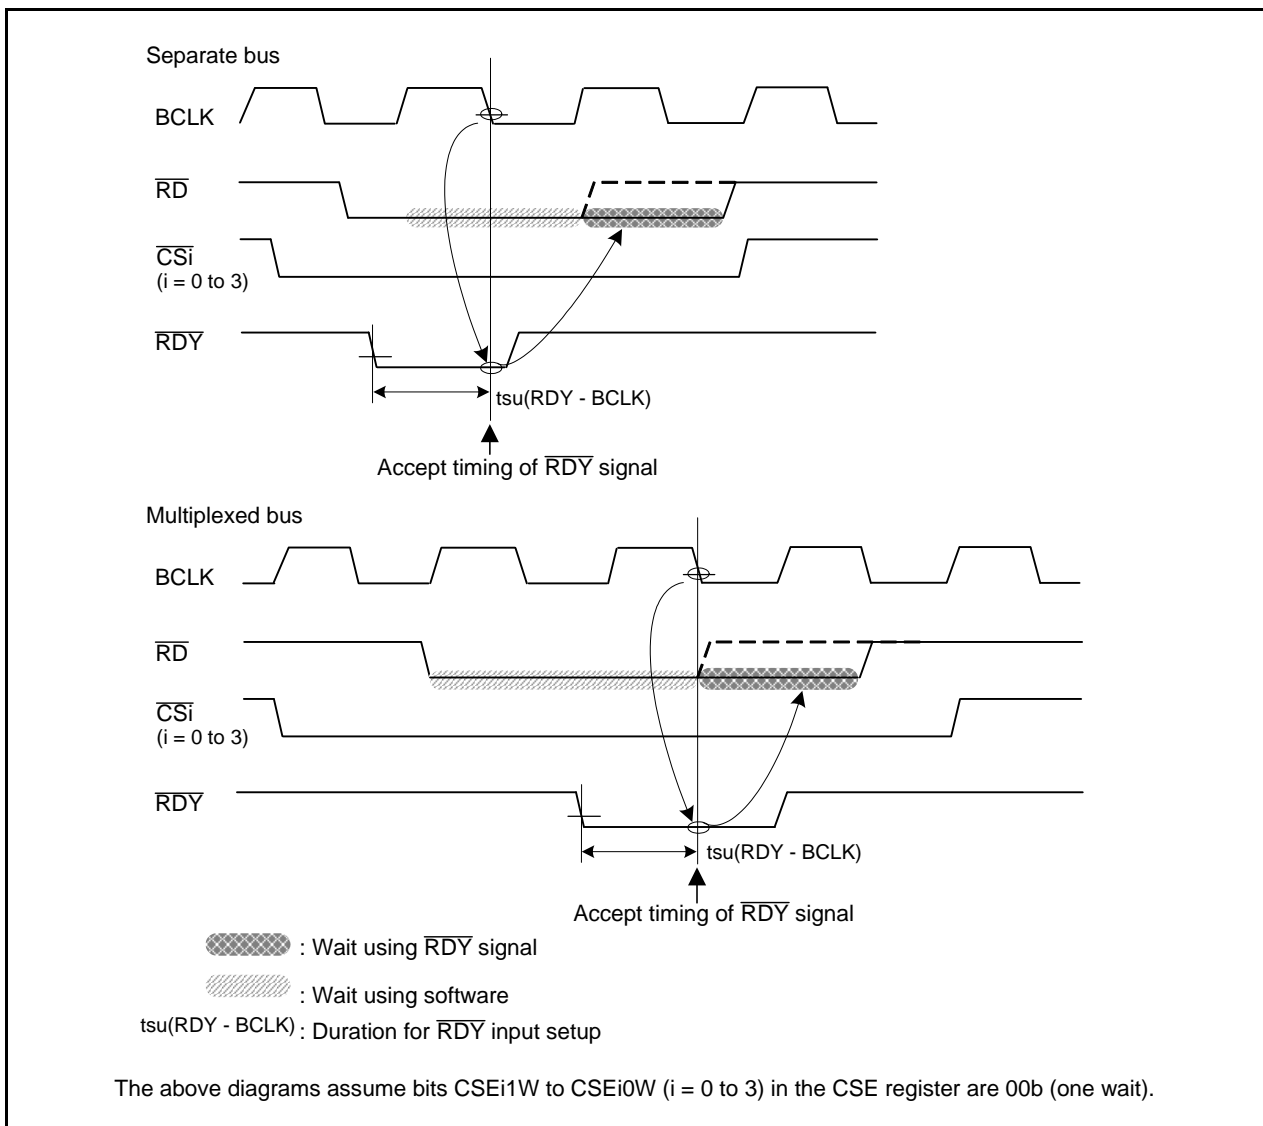 Separate bus
BCLK
RD
CSi
(i = 0 to 3)
RDY
tsu(RDY - BCLK)
Accept timing of RDY signal
Multiplexed bus
BCLK
RD
CSi
(i = 0 to 3)
RDY
tsu(RDY - BCLK)
Accept timing of RDY signal
: Wait using RDY signal
: Wait using software
tsu(RDY - BCLK) : Duration for RDY input setup
The above diagrams assume bits CSEi1W to CSEi0W (i = 0 to 3) in the CSE register are 00b (one wait).